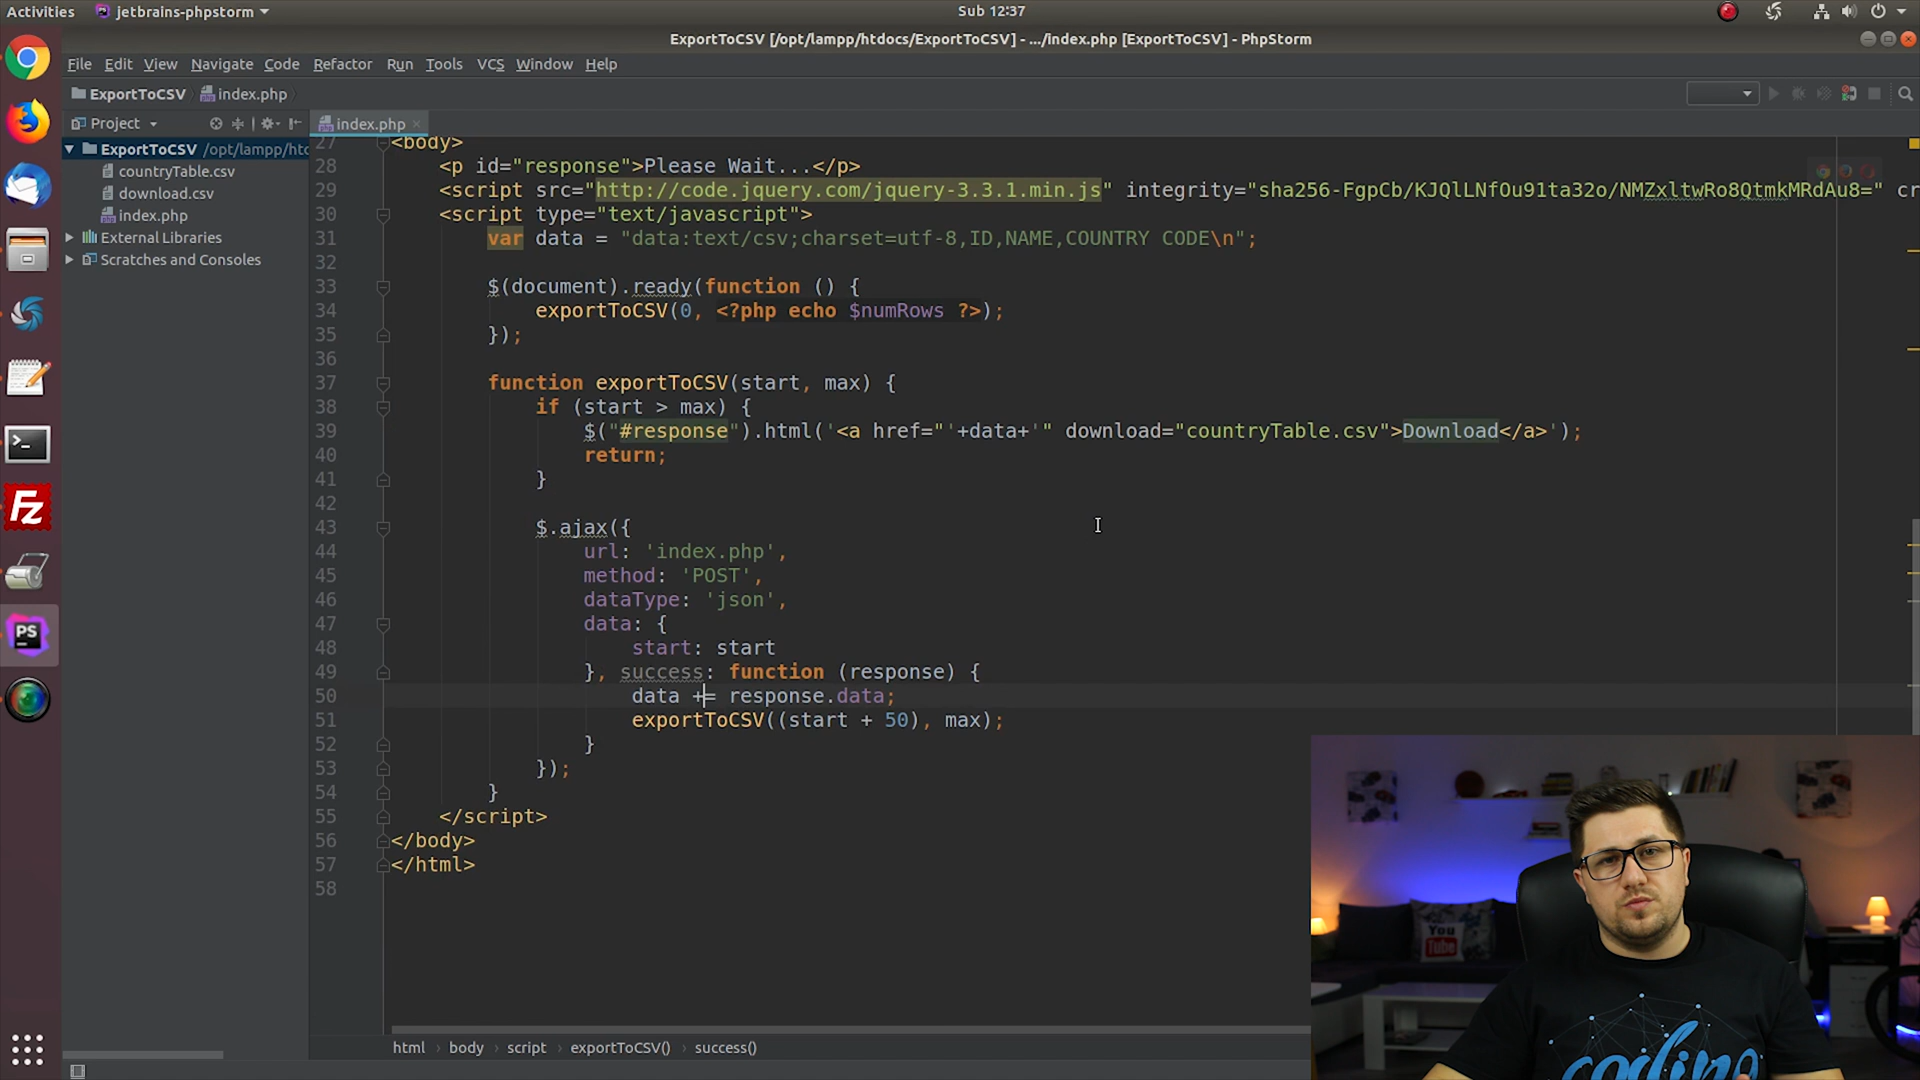 Activities
jetbrains-phpstorm
Sub 12:37
ExportToCSV [/opt/lampp/htdocs/ExportToCSV] - .../index.php [ExportToCSV] - PhpStorm
File Edit View Navigate Code Refactor Run Tools VCS Window Help
ExportToCSV
index.php
Project
index.php
ExportToCSV /opt/lampp/htd
countryTable.csv
download.csv
index.php
External Libraries
Scratches and Consoles
27 <body>
28 <p id="response">Please Wait...</p>
29 <script src="http://code.jquery.com/jquery-3.3.1.min.js" integrity="sha256-FgpCb/KJQlLNfOu91ta32o/NMZxltwRo8QtmkMRdAu8=" cr
30 <script type="text/javascript">
31 var data = "data:text/csv;charset=utf-8,ID,NAME,COUNTRY CODE\n";
32
33 $(document).ready(function () {
34 exportToCSV(0, <?php echo $numRows ?>);
35 });
36
37 function exportToCSV(start, max) {
38 if (start > max) {
39 $("#response").html('<a href="'+data+'" download="countryTable.csv">Download</a>');
40 return;
41 }
42
43 $.ajax({
44 url: 'index.php',
45 method: 'POST',
46 dataType: 'json',
47 data: {
48 start: start
49 }, success: function (response) {
50 data += response.data;
51 exportToCSV((start + 50), max);
52 }
53 });
54 }
55 </script>
56 </body>
57 </html>
58
html body script exportToCSV() success()
Fz
PS
You
Tube
coding